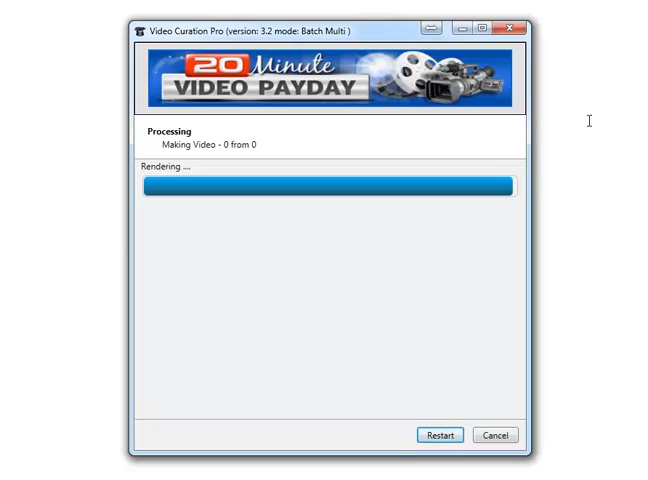 Video Curation Pro (version: 3.2 mode: Batch Multi )
20 Minute
VIDEO PAYDAY
Processing
Making Video - 0 from 0
Rendering ....
Restart
Cancel